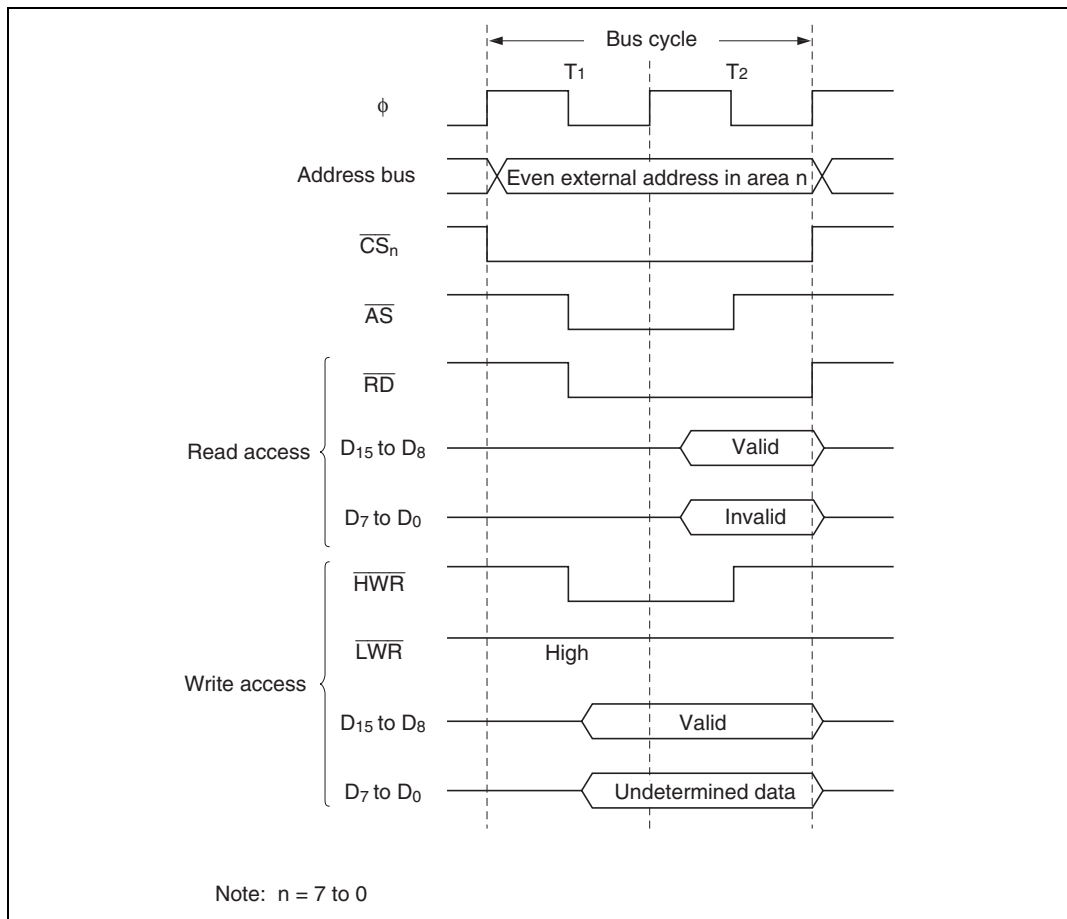 Bus cycle
T1 T2
ϕ
Address bus Even external address in area n
CSn
AS
RD
Read access D15 to D8 Valid
D7 to D0 Invalid
HWR
LWR High
Write access
D15 to D8 Valid
D7 to D0 Undetermined data
Note: n = 7 to 0